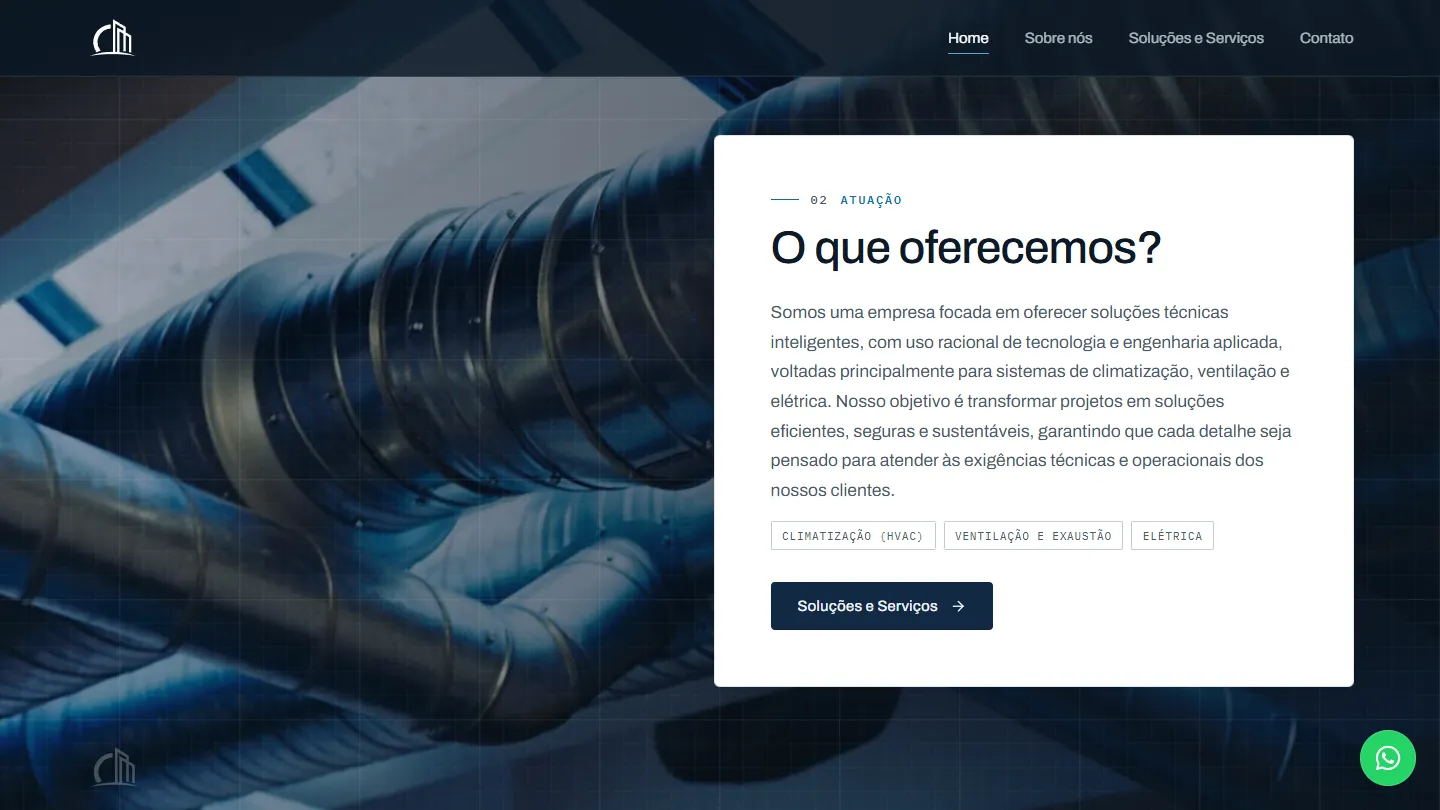 Home
Sobre nós
Soluções e Serviços
Contato
02 ATUAÇÃO
O que oferecemos?
Somos uma empresa focada em oferecer soluções técnicas
inteligentes, com uso racional de tecnologia e engenharia aplicada,
voltadas principalmente para sistemas de climatização, ventilação e
elétrica. Nosso objetivo é transformar projetos em soluções
eficientes, seguras e sustentáveis, garantindo que cada detalhe seja
pensado para atender às exigências técnicas e operacionais dos
nossos clientes.
CLIMATIZAÇÃO (HVAC)
VENTILAÇÃO E EXAUSTÃO
ELÉTRICA
Soluções e Serviços →